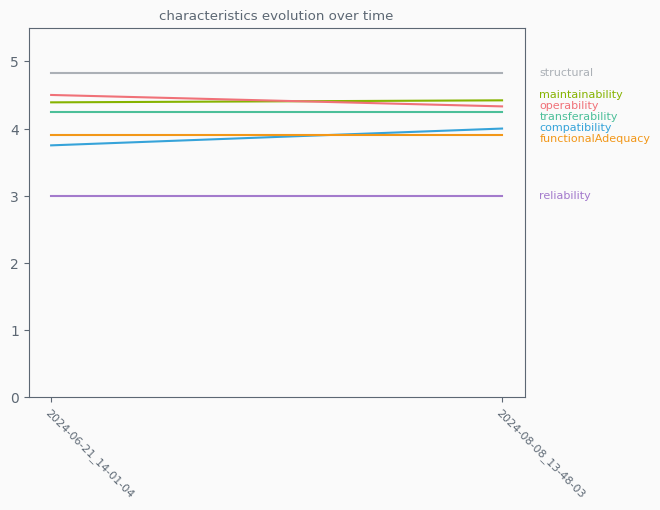 characteristics evolution over time
5
4
3
2
1
0
structural
maintainability
operability
transferability
compatibility
functionalAdequacy
reliability
2024-06-21_14-01-04
2024-08-08_13-48-03